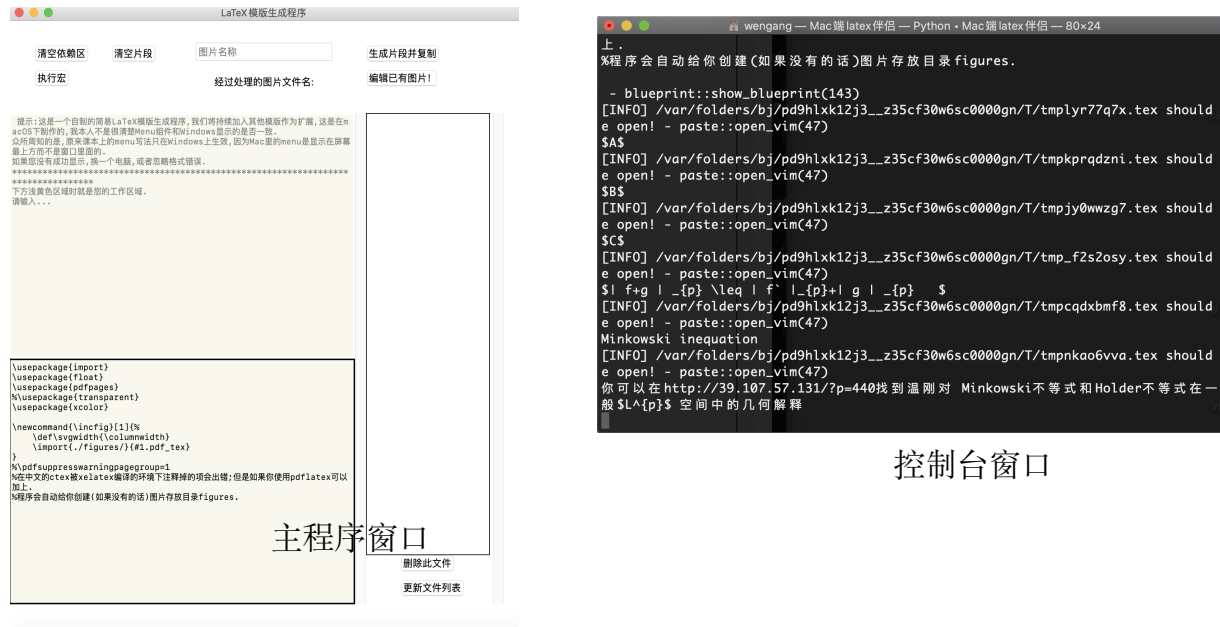 LaTeX模版生成程序
清空依赖区
清空片段
图片名称
生成片段并复制
执行宏
经过处理的图片文件名:
编辑已有图片!
提示:这是一个自制的简易LaTeX模版生成程序,我们将持续加入其他模版作为扩展,这是在m
acOS下制作的,我本人不是很清楚Menu组件和Windows显示的是否一致.
众所周知的是,原来课本上的menu写法只在Windows上生效,因为Mac里的menu是显示在屏幕
最上方而不是窗口里面的.
如果您没有成功显示,换一个电脑,或者忽略格式错误.
**********************************************************************
*****************
下方浅黄色区域时就是您的工作区域.
请输入...
\usepackage{import}
\usepackage{float}
\usepackage{pdfpages}
%\usepackage{transparent}
\usepackage{xcolor}
\newcommand{\incfig}[1]{%
\def\svgwidth{\columnwidth}
\import{./figures/}{#1.pdf_tex}
}
%\pdfsuppresswarningpagegroup=1
%在中文的ctex被xelatex编译的环境下注释掉的项会出错;但是如果你使用pdflatex可以
加上.
%程序会自动给你创建(如果没有的话)图片存放目录figures.
主程序窗口
删除此文件
更新文件列表
wengang — Mac端latex伴侣 — Python ◂ Mac端latex伴侣 — 80×24
上.
%程序会自动给你创建(如果没有的话)图片存放目录figures.
- blueprint::show_blueprint(143)
[INFO] /var/folders/bj/pd9hlxk12j3__z35cf30w6sc0000gn/T/tmplyr77q7x.tex should
e open! - paste::open_vim(47)
$A$
[INFO] /var/folders/bj/pd9hlxk12j3__z35cf30w6sc0000gn/T/tmpkprqdzni.tex should
e open! - paste::open_vim(47)
$B$
[INFO] /var/folders/bj/pd9hlxk12j3__z35cf30w6sc0000gn/T/tmpjy0wwzg7.tex should
e open! - paste::open_vim(47)
$C$
[INFO] /var/folders/bj/pd9hlxk12j3__z35cf30w6sc0000gn/T/tmp_f2s2osy.tex should
e open! - paste::open_vim(47)
$| f+g | _{p} \leq | f` |_{p}+| g | _{p} $
[INFO] /var/folders/bj/pd9hlxk12j3__z35cf30w6sc0000gn/T/tmpcqdxbmf8.tex should
e open! - paste::open_vim(47)
Minkowski inequation
[INFO] /var/folders/bj/pd9hlxk12j3__z35cf30w6sc0000gn/T/tmpnkao6vva.tex should
e open! - paste::open_vim(47)
你可以在http://39.107.57.131/?p=440找到温刚对 Minkowski不等式和Holder不等式在一
般$L^{p}$ 空间中的几何解释
控制台窗口